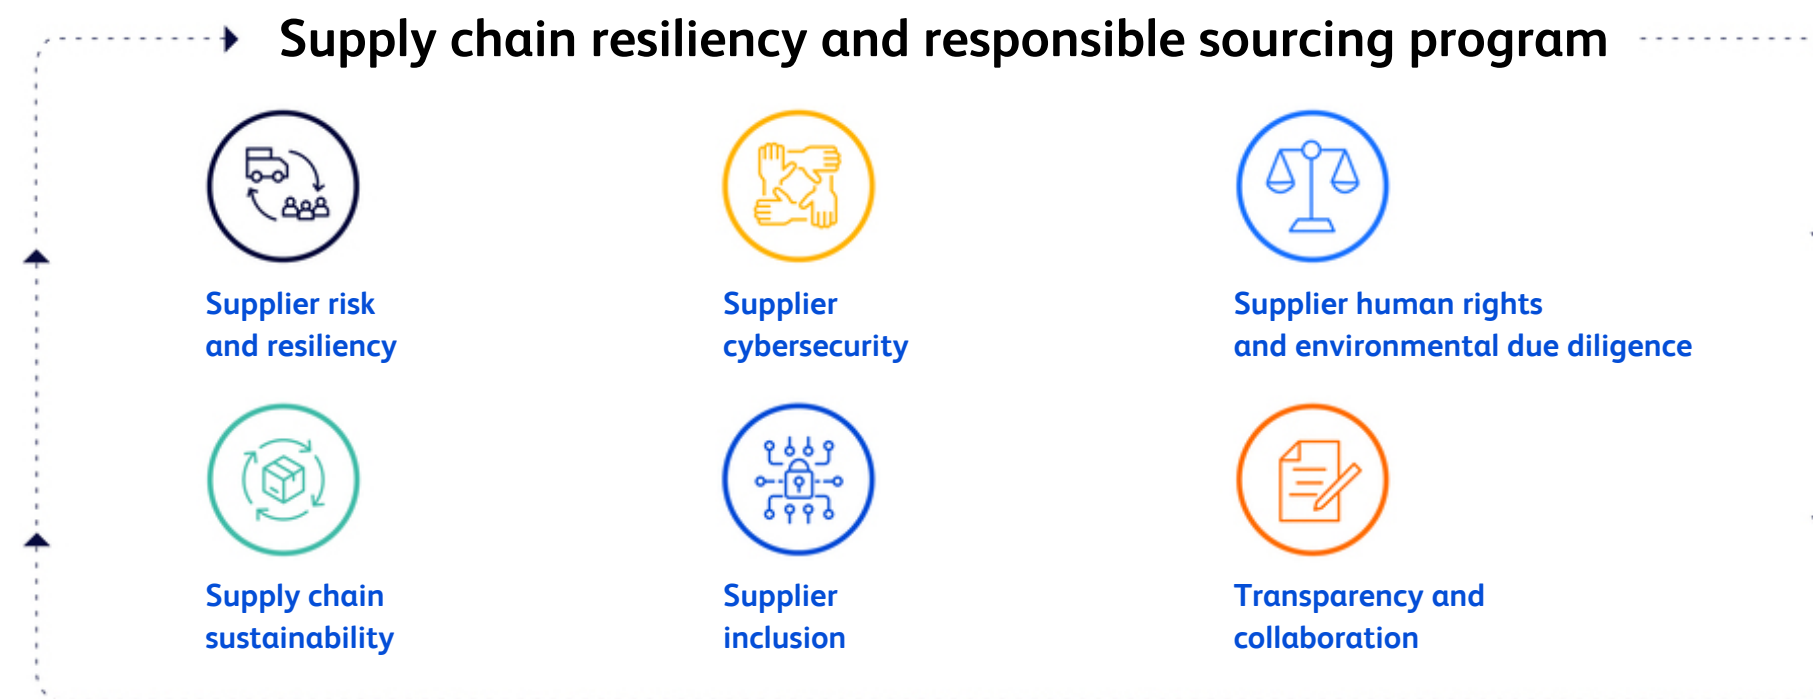 Supply chain resiliency and responsible sourcing program
Supplier risk
and resiliency
Supplier
cybersecurity
Supplier human rights
and environmental due diligence
Supply chain
sustainability
Supplier
inclusion
Transparency and
collaboration